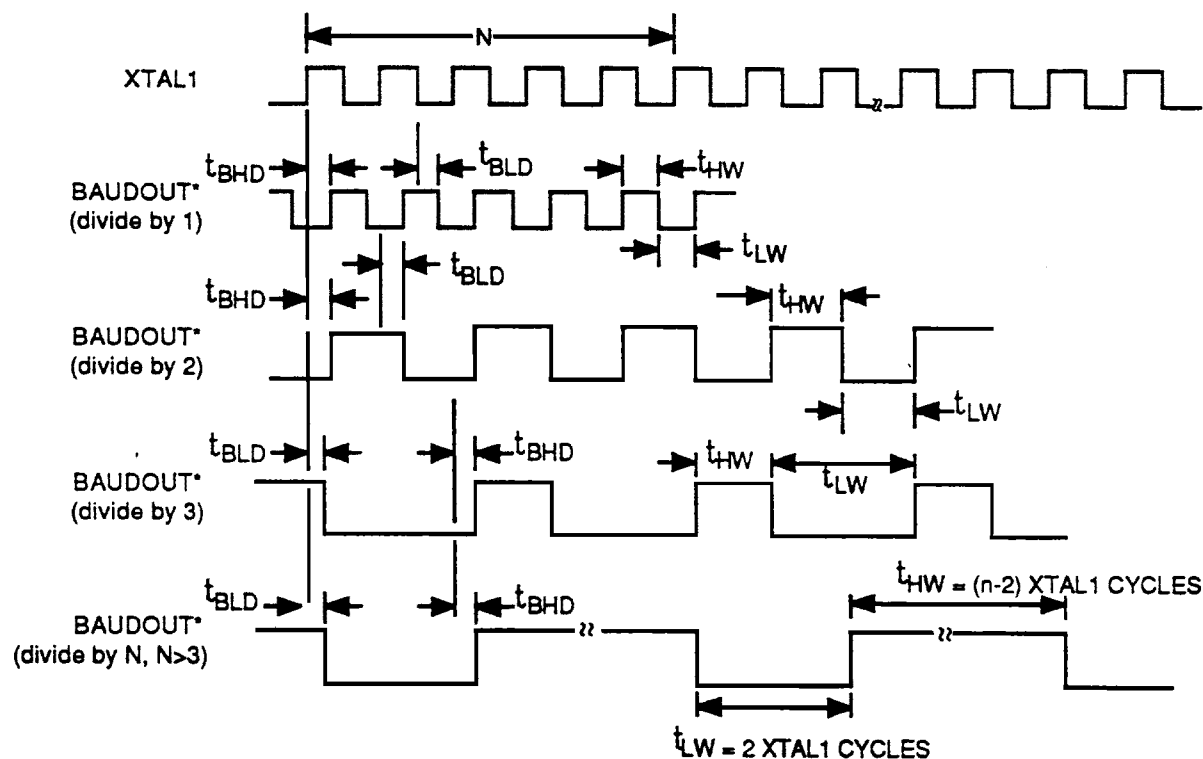 N
XTAL1
tBHD
tBLD
tHW
BAUDOUT*
(divide by 1)
tLW
tBLD
tBHD
tHW
BAUDOUT*
(divide by 2)
tLW
tBLD
tBHD
tHW
tLW
BAUDOUT*
(divide by 3)
tHW = (n-2) XTAL1 CYCLES
tBLD
tBHD
BAUDOUT*
(divide by N, N>3)
tLW = 2 XTAL1 CYCLES